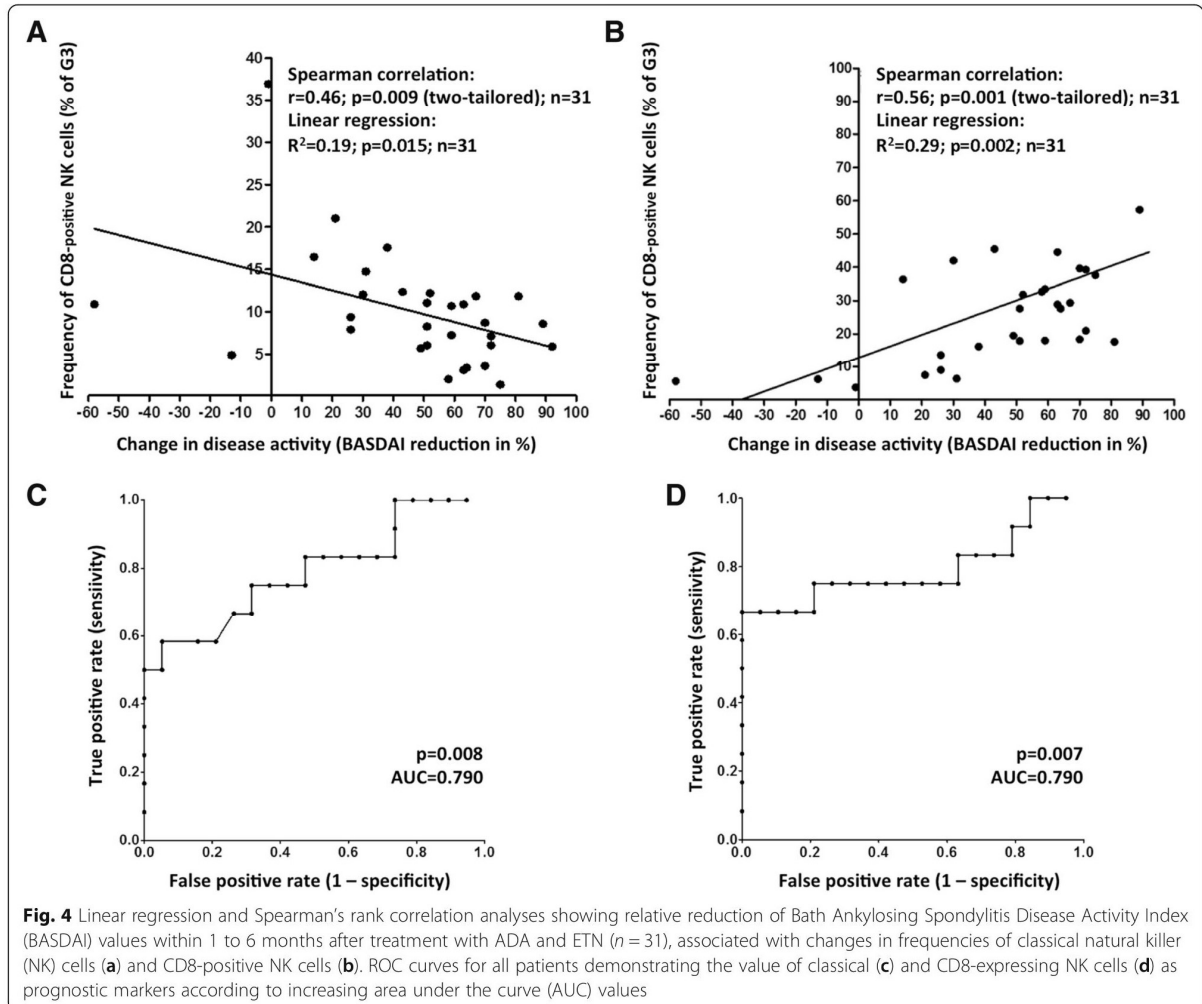 A
Frequency of CD8-positive NK cells (% of G3)
40
35
30
25
20
15
10
5
Spearman correlation:
r=0.46; p=0.009 (two-tailored); n=31
Linear regression:
R²=0.19; p=0.015; n=31
-60 -50 -40 -30 -20 -10 0 10 20 30 40 50 60 70 80 90 100
Change in disease activity (BASDAI reduction in %)
B
Frequency of CD8-positive NK cells (% of G3)
100
90
80
70
60
50
40
30
20
10
Spearman correlation:
r=0.56; p=0.001 (two-tailored); n=31
Linear regression:
R²=0.29; p=0.002; n=31
-60 -50 -40 -30 -20 -10 0 10 20 30 40 50 60 70 80 90 100
Change in disease activity (BASDAI reduction in %)
C
True positive rate (sensiivity)
1.0
0.8
0.6
0.4
0.2
0.0
p=0.008
AUC=0.790
0.0 0.2 0.4 0.6 0.8 1.0
False positive rate (1 – specificity)
D
True positive rate (sensiivity)
1.0
0.8
0.6
0.4
0.2
0.0
p=0.007
AUC=0.790
0.0 0.2 0.4 0.6 0.8 1.0
False positive rate (1 – specificity)
Fig. 4 Linear regression and Spearman's rank correlation analyses showing relative reduction of Bath Ankylosing Spondylitis Disease Activity Index
(BASDAI) values within 1 to 6 months after treatment with ADA and ETN (n = 31), associated with changes in frequencies of classical natural killer
(NK) cells (a) and CD8-positive NK cells (b). ROC curves for all patients demonstrating the value of classical (c) and CD8-expressing NK cells (d) as
prognostic markers according to increasing area under the curve (AUC) values